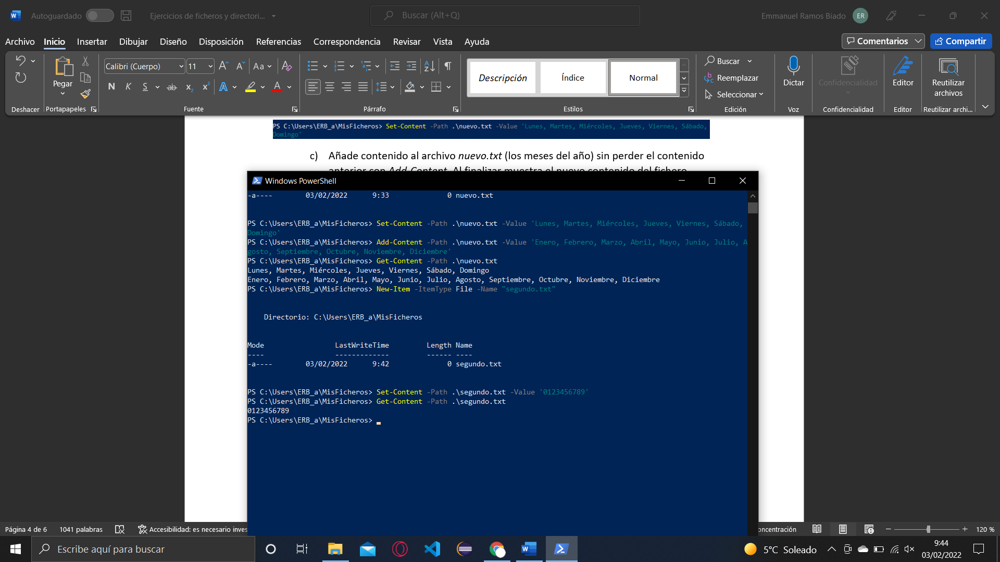 Autoguardado
Ejercicios de ficheros y directori...
Buscar (Alt+Q)
Emmanuel Ramos Biado
ER
Archivo Inicio Insertar Dibujar Diseño Disposición Referencias Correspondencia Revisar Vista Ayuda
Comentarios
Compartir
Pegar
Calibri (Cuerpo) 11
Aa
N K S ab x₂ x² A A
Descripción
Índice
Normal
Buscar
Reemplazar
Seleccionar
Dictar
Confidencialidad
Editor
Reutilizar
archivos
Deshacer Portapapeles Fuente Párrafo Estilos Edición Voz Confidencialidad Editor Reutilizar archi...
PS C:\Users\ERB_a\MisFicheros> Set-Content -Path .\nuevo.txt -Value 'Lunes, Martes, Miércoles, Jueves, Viernes, Sábado,
Domingo'
c) Añade contenido al archivo nuevo.txt (los meses del año) sin perder el contenido
anterior con Add-Content. Al finalizar muestra el nuevo contenido del fichero
Windows PowerShell
-a---- 03/02/2022 9:33 0 nuevo.txt
PS C:\Users\ERB_a\MisFicheros> Set-Content -Path .\nuevo.txt -Value 'Lunes, Martes, Miércoles, Jueves, Viernes, Sábado,
Domingo'
PS C:\Users\ERB_a\MisFicheros> Add-Content -Path .\nuevo.txt -Value 'Enero, Febrero, Marzo, Abril, Mayo, Junio, Julio, A
gosto, Septiembre, Octubre, Noviembre, Diciembre'
PS C:\Users\ERB_a\MisFicheros> Get-Content -Path .\nuevo.txt
Lunes, Martes, Miércoles, Jueves, Viernes, Sábado, Domingo
Enero, Febrero, Marzo, Abril, Mayo, Junio, Julio, Agosto, Septiembre, Octubre, Noviembre, Diciembre
PS C:\Users\ERB_a\MisFicheros> New-Item -ItemType File -Name "segundo.txt"
Directorio: C:\Users\ERB_a\MisFicheros
Mode LastWriteTime Length Name
---- ------------- ------ ----
-a---- 03/02/2022 9:42 0 segundo.txt
PS C:\Users\ERB_a\MisFicheros> Set-Content -Path .\segundo.txt -Value '0123456789'
PS C:\Users\ERB_a\MisFicheros> Get-Content -Path .\segundo.txt
0123456789
PS C:\Users\ERB_a\MisFicheros>
Página 4 de 6
1041 palabras
Accesibilidad: es necesario inves
oncentración
120 %
Escribe aquí para buscar
5°C Soleado
9:44
03/02/2022